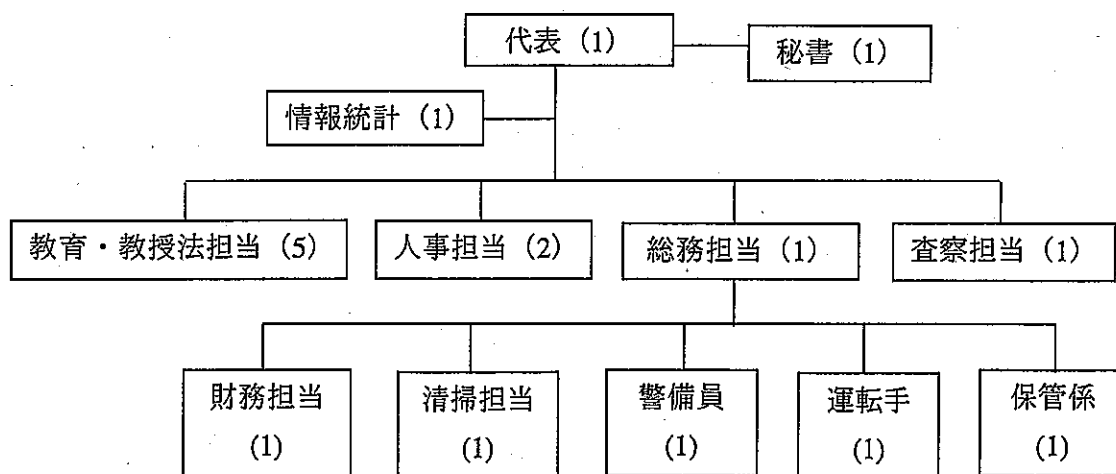 代表（1）
秘書（1）
情報統計（1）
教育・教授法担当（5）
人事担当（2）
総務担当（1）
査察担当（1）
財務担当
(1)
清掃担当
(1)
警備員
(1)
運転手
(1)
保管係
(1)